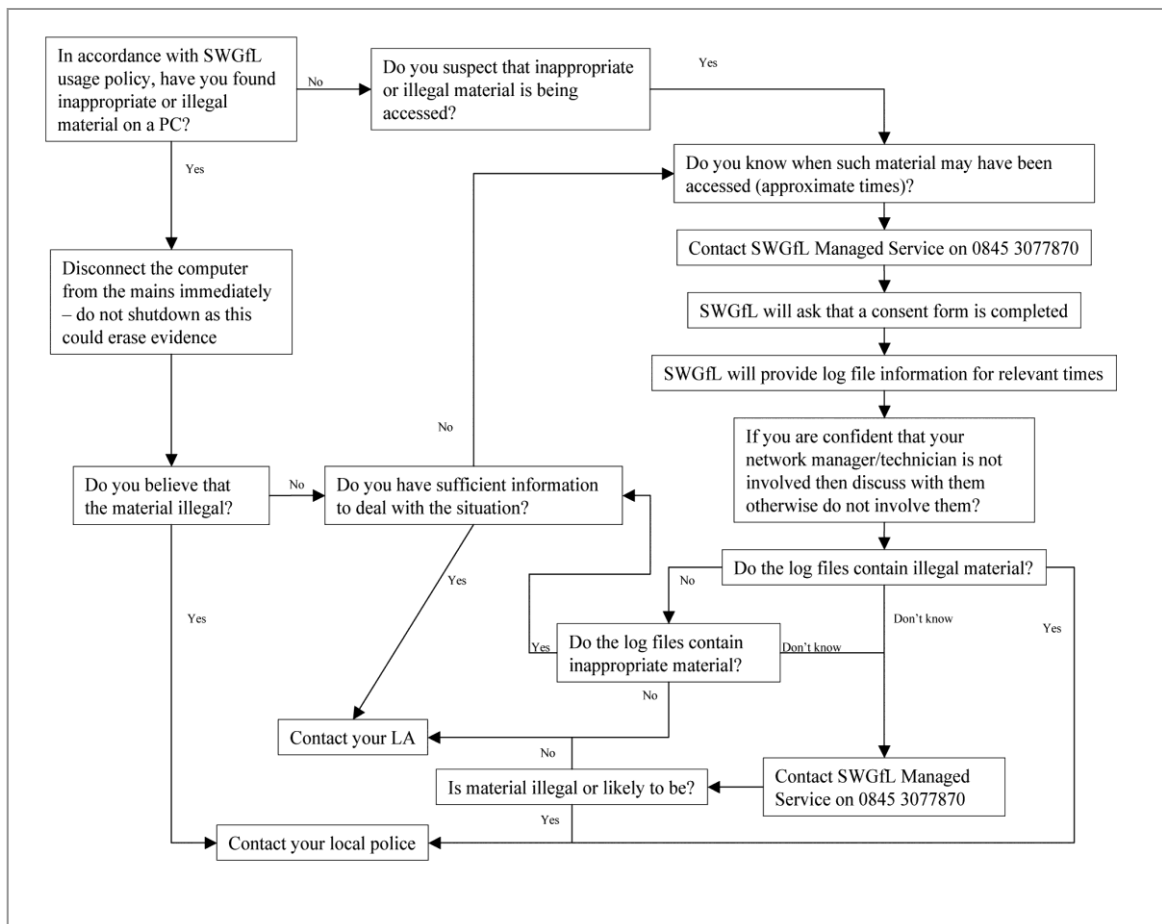 In accordance with SWGfL
usage policy, have you found
inappropriate or illegal
material on a PC?
No
Do you suspect that inappropriate
or illegal material is being
accessed?
Yes
Do you know when such material may have been
accessed (approximate times)?
Yes
Contact SWGfL Managed Service on 0845 3077870
Disconnect the computer
from the mains immediately
– do not shutdown as this
could erase evidence
SWGfL will ask that a consent form is completed
SWGfL will provide log file information for relevant times
No
If you are confident that your
network manager/technician is not
involved then discuss with them
otherwise do not involve them?
Do you believe that
the material illegal?
No
Do you have sufficient information
to deal with the situation?
Do the log files contain illegal material?
No
Yes
Yes
Don't know
Yes
Yes
Do the log files contain
inappropriate material?
Don't know
No
Contact your LA
No
Is material illegal or likely to be?
Contact SWGfL Managed
Service on 0845 3077870
Yes
Contact your local police